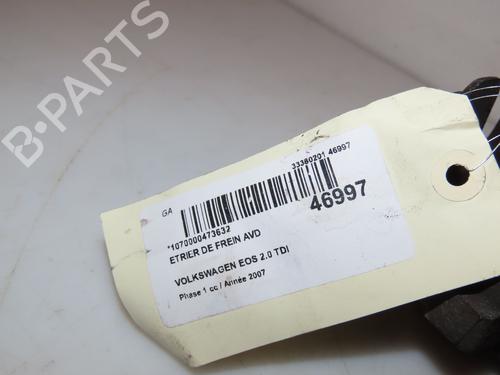 B-PARTS
GA
33380201 46997
46997
*1070000473632
ETRIER DE FREIN AVD
VOLKSWAGEN EOS 2.0 TDI
Phase 1 cc / Année 2007